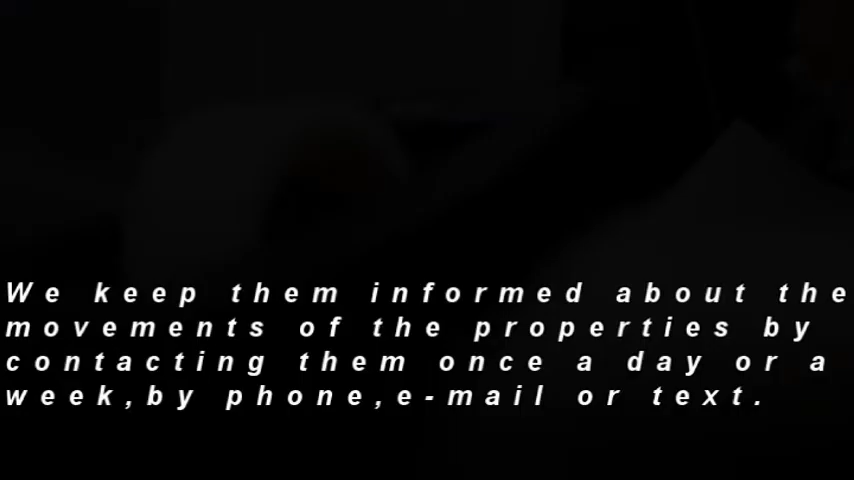 We keep them informed about the
movements of the properties by
contacting them once a day or a
week,by phone,e-mail or text.